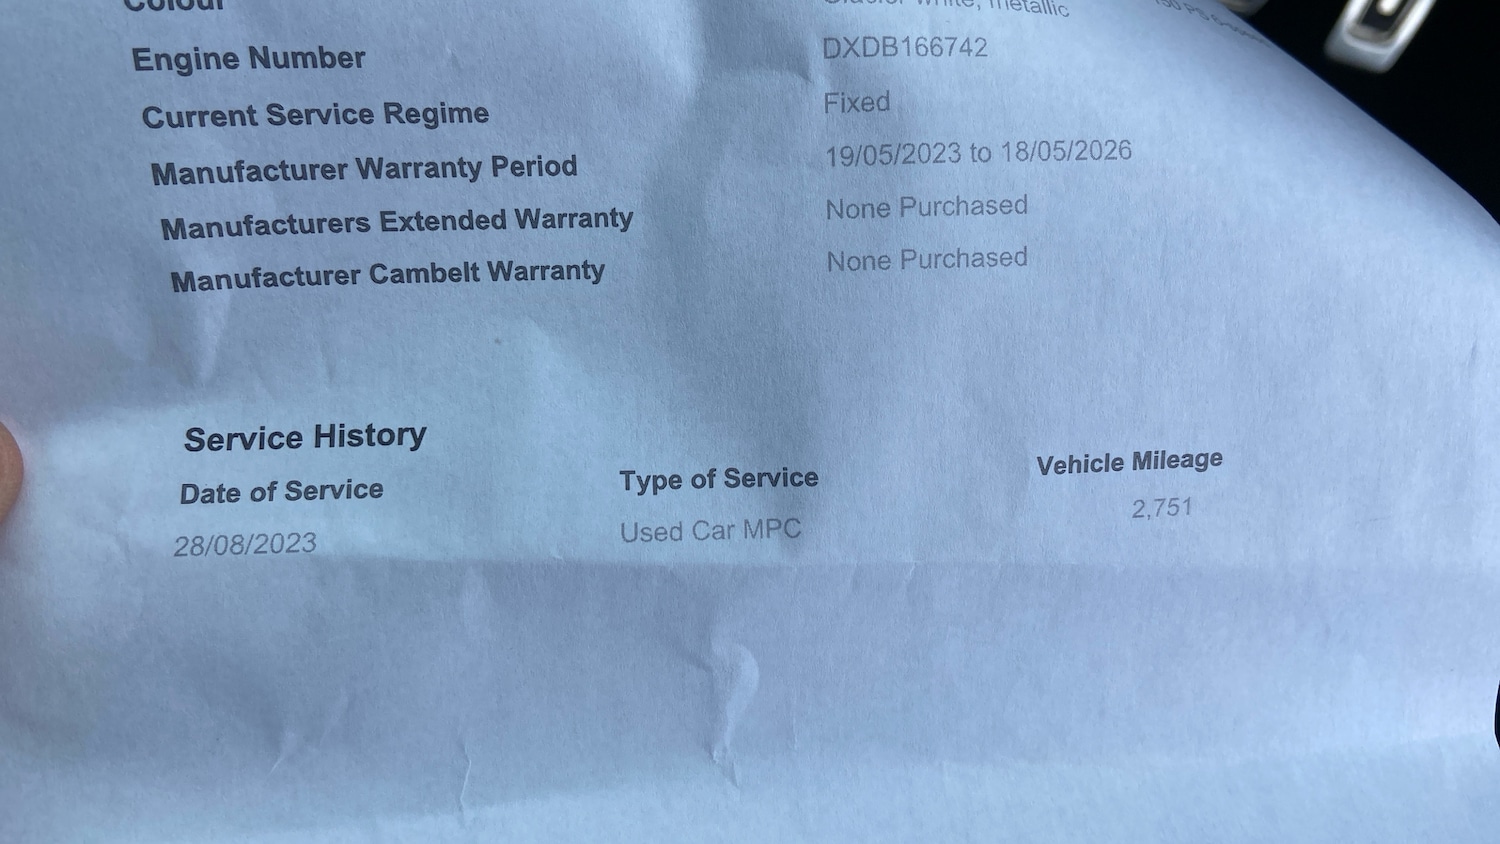 Colour metallic
Engine Number DXDB166742
Current Service Regime Fixed
Manufacturer Warranty Period 19/05/2023 to 18/05/2026
Manufacturers Extended Warranty None Purchased
Manufacturer Cambelt Warranty None Purchased
Service History
Date of Service Type of Service Vehicle Mileage
28/08/2023 Used Car MPC 2,751